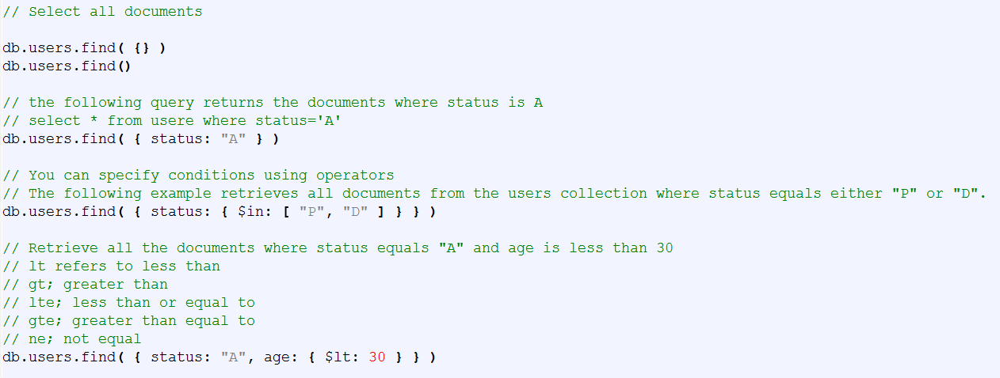 // Select all documents
db.users.find( {} )
db.users.find()
// the following query returns the documents where status is A
// select * from usere where status='A'
db.users.find( { status: "A" } )
// You can specify conditions using operators
// The following example retrieves all documents from the users collection where status equals either "P" or "D".
db.users.find( { status: { $in: [ "P", "D" ] } } )
// Retrieve all the documents where status equals "A" and age is less than 30
// lt refers to less than
// gt; greater than
// lte; less than or equal to
// gte; greater than equal to
// ne; not equal
db.users.find( { status: "A", age: { $lt: 30 } } )